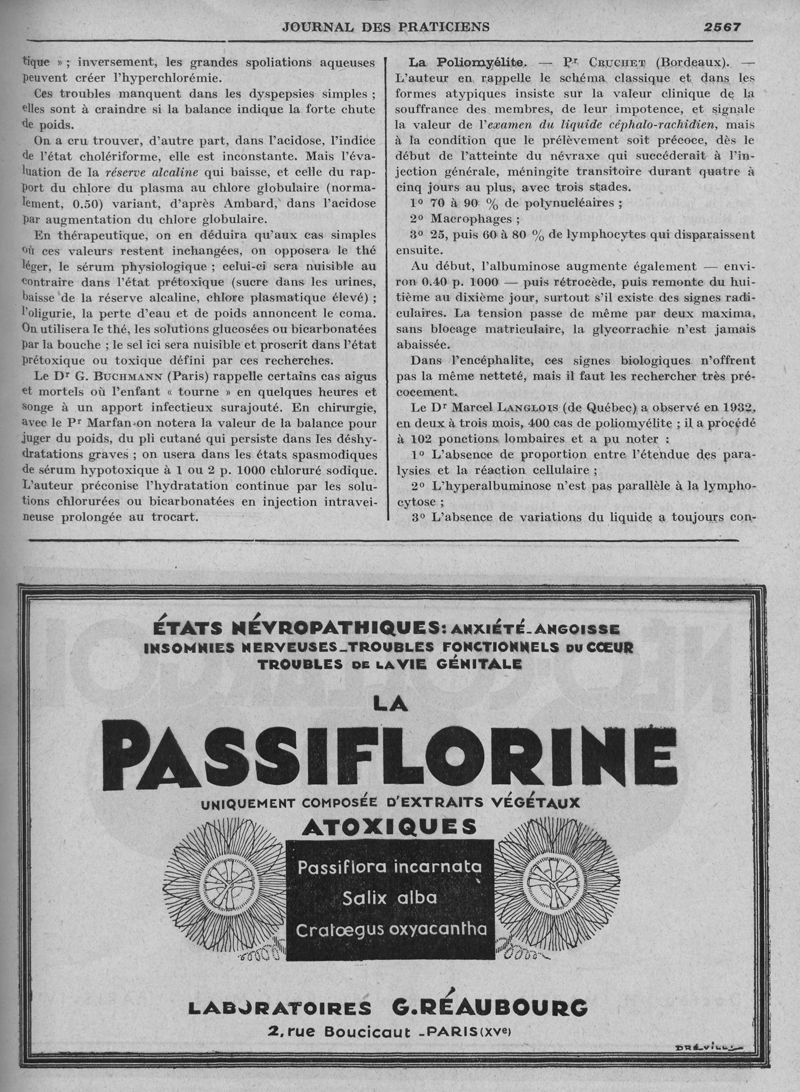 JOURNAL DES PRATICIENS
2567
tique » ; inversement, les grandes spoliations aqueuses
peuvent créer l'hyperchlorémie.
Ces troubles manquent dans les dyspepsies simples ;
elles sont à craindre si la balance indique la forte chute
de poids.
On a cru trouver, d'autre part, dans l'acidose, l'indice
de l'état cholériforme, elle est inconstante. Mais l'éva-
luation de la réserve alcaline qui baisse, et celle du rap-
port du chlore du plasma au chlore globulaire (norma-
lement, 0.50) variant, d'après Ambard, dans l'acidose
par augmentation du chlore globulaire.
En thérapeutique, on en déduira qu'aux cas simples
où ces valeurs restent inchangées, on opposera le thé
léger, le sérum physiologique ; celui-ci sera nuisible au
contraire dans l'état prétoxique (sucre dans les urines,
baisse de la réserve alcaline, chlore plasmatique élevé) ;
l'oligurie, la perte d'eau et de poids annoncent le coma.
On utilisera le thé, les solutions glucosées ou bicarbonatées
par la bouche ; le sel ici sera nuisible et proscrit dans l'état
prétoxique ou toxique défini par ces recherches.
Le Dr G. BUCHMANN (Paris) rappelle certains cas aigus
et mortels où l'enfant « tourne » en quelques heures et
songe à un apport infectieux surajouté. En chirurgie,
avec le Pr Marfan on notera la valeur de la balance pour
juger du poids, du pli cutané qui persiste dans les déshy-
dratations graves ; on usera dans les états spasmodiques
de sérum hypotoxique à 1 ou 2 p. 1000 chloruré sodique.
L'auteur préconise l'hydratation continue par les solu-
tions chlorurées ou bicarbonatées en injection intravei-
neuse prolongée au trocart.
La Poliomyélite. — Pr CRUCHET (Bordeaux). —
L'auteur en rappelle le schéma classique et dans les
formes atypiques insiste sur la valeur clinique de la
souffrance des membres, de leur impotence, et signale
la valeur de l'examen du liquide céphalo-rachidien, mais
à la condition que le prélèvement soit précoce, dès le
début de l'atteinte du névraxe qui succéderait à l'in-
jection générale, méningite transitoire durant quatre à
cinq jours au plus, avec trois stades.
1o 70 à 90 % de polynucléaires ;
2o Macrophages ;
3o 25, puis 60 à 80 % de lymphocytes qui disparaissent
ensuite.
Au début, l'albuminose augmente également — envi-
ron 0.40 p. 1000 — puis rétrocède, puis remonte du hui-
tième au dixième jour, surtout s'il existe des signes radi-
culaires. La tension passe de même par deux maxima,
sans blocage matriculaire, la glycorrachie n'est jamais
abaissée.
Dans l'encéphalite, ces signes biologiques n'offrent
pas la même netteté, mais il faut les rechercher très pré-
cocement.
Le Dr Marcel LANGLOIS (de Québec) a observé en 1932,
en deux à trois mois, 400 cas de poliomyélite ; il a procédé
à 102 ponctions lombaires et a pu noter :
1o L'absence de proportion entre l'étendue des para-
lysies et la réaction cellulaire ;
2o L'hyperalbuminose n'est pas parallèle à la lympho-
cytose ;
3o L'absence de variations du liquide a toujours con-
ÉTATS NÉVROPATHIQUES: ANXIÉTÉ_ANGOISSE
INSOMNIES NERVEUSES_TROUBLES FONCTIONNELS DU CŒUR
TROUBLES DE LA VIE GÉNITALE
LA
PASSIFLORINE
UNIQUEMENT COMPOSÉE D'EXTRAITS VÉGÉTAUX
ATOXIQUES
Passiflora incarnata
Salix alba
Cratœgus oxyacantha
LABORATOIRES G.RÉAUBOURG
2, rue Boucicaut _PARIS (XVe)
DRÉVILL